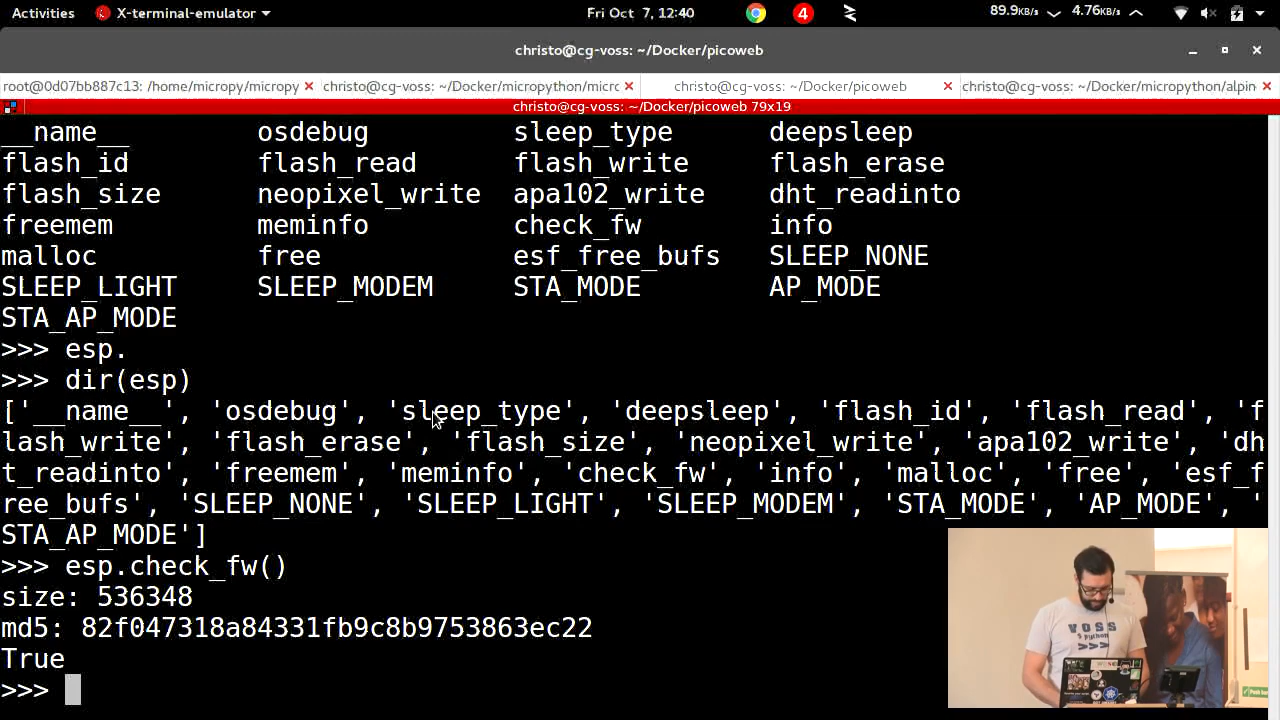 Activities X-terminal-emulator Fri Oct 7, 12:40 4 89.9KB/s 4.76KB/s
christo@cg-voss: ~/Docker/picoweb
root@0d07bb887c13: /home/micropy/micropy christo@cg-voss: ~/Docker/micropython/micro christo@cg-voss: ~/Docker/picoweb christo@cg-voss: ~/Docker/micropython/alpin
christo@cg-voss: ~/Docker/picoweb 79x19
__name__ osdebug sleep_type deepsleep
flash_id flash_read flash_write flash_erase
flash_size neopixel_write apa102_write dht_readinto
freemem meminfo check_fw info
malloc free esf_free_bufs SLEEP_NONE
SLEEP_LIGHT SLEEP_MODEM STA_MODE AP_MODE
STA_AP_MODE
>>> esp.
>>> dir(esp)
['__name__', 'osdebug', 'sleep_type', 'deepsleep', 'flash_id', 'flash_read', 'f
lash_write', 'flash_erase', 'flash_size', 'neopixel_write', 'apa102_write', 'dh
t_readinto', 'freemem', 'meminfo', 'check_fw', 'info', 'malloc', 'free', 'esf_f
ree_bufs', 'SLEEP_NONE', 'SLEEP_LIGHT', 'SLEEP_MODEM', 'STA_MODE', 'AP_MODE', '
STA_AP_MODE']
>>> esp.check_fw()
size: 536348
md5: 82f047318a84331fb9c8b9753863ec22
True
>>>
VOSS
Python
>>>